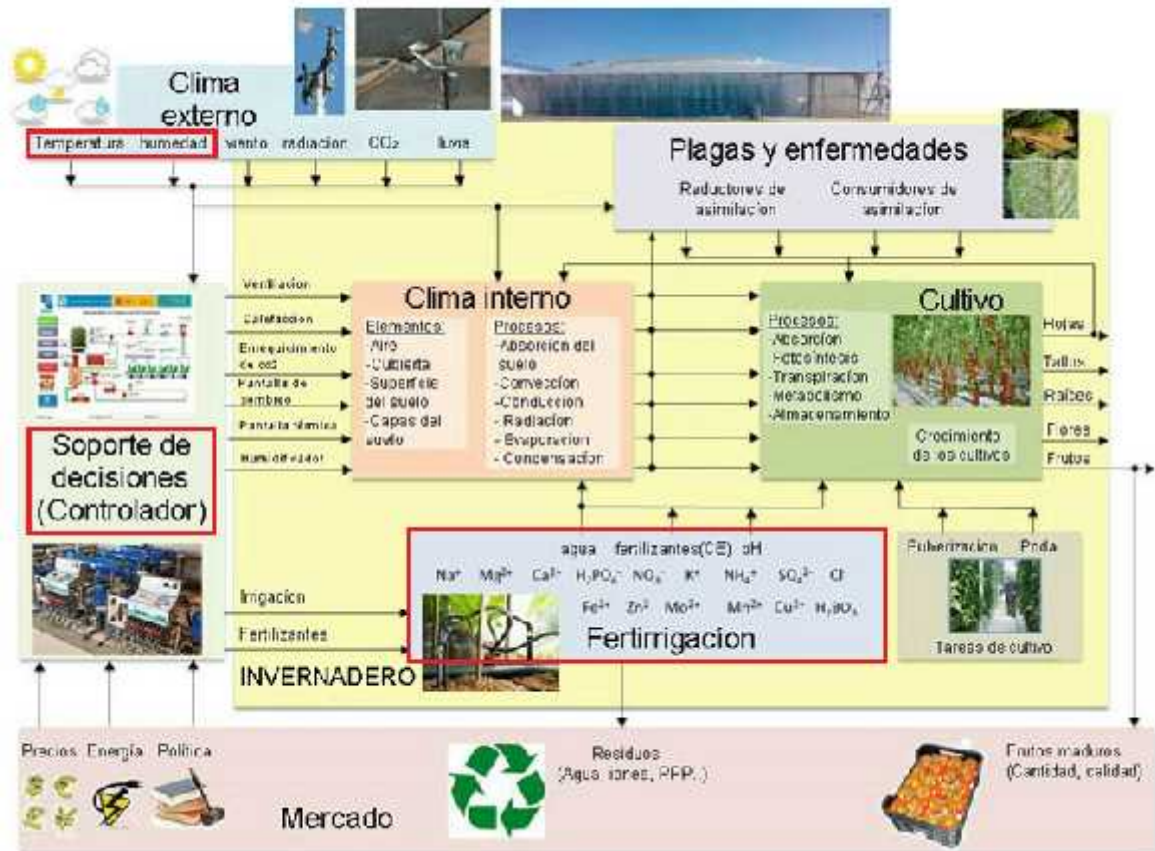 Clima
externo
Temperatura humedad viento radiacion CO₂ lluvia
Plagas y enfermedades
Reductores de
asimilacion
Consumidores de
asimilacion
Ventilacion
Calefaccion
Enriquecimiento
de co2
Pantalla de
sombreo
Pantalla térmica
Humidificador
Clima interno
Elementos:
-Aire
-Cubierta
-Superficie
del suelo
-Capas del
suelo
Procesos:
-Absorcion del
suelo
-Conveccion
-Conduccion
- Radiacion
- Evaporacion
- Condensacion
Cultivo
Procesos:
-Absorcion
-Fotosintesis
-Transpiracion
-Metabolismo
-Almacenamiento
Crecimiento
de los cultivos
Hojas
Tallos
Raíces
Flores
Frutos
Soporte de
decisiones
(Controlador)
agua fertilizantes(CE) pH
Na⁺ Mg²⁺ Ca²⁺ H₂PO₄⁻ NO₃⁻ K⁺ NH₄⁺ SO₄²⁻ Cl⁻
Fe²⁺ Zn² Mo²⁺ Mn²⁺ Cu²⁺ H₃BO₃
Fertirrigacion
Irrigacion
Fertilizantes
INVERNADERO
Pulverizacion Poda
Tareas de cultivo
Precios Energía Política
Mercado
Residuos
(Agua, iones, PFP..)
Frutos maduros
(Cantidad, calidad)